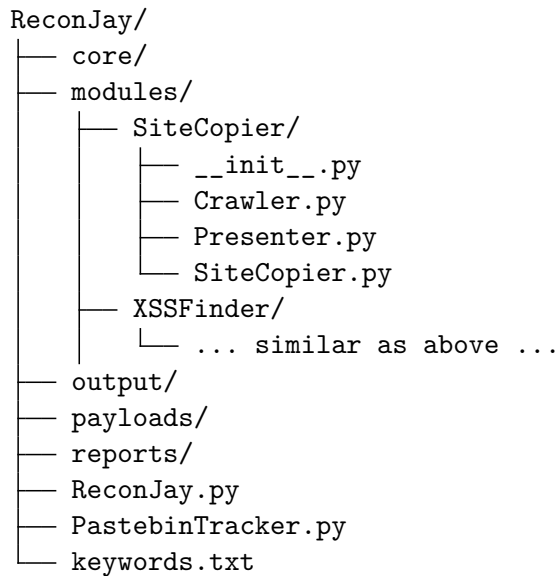 ReconJay/
core/
modules/
SiteCopier/
__init__.py
Crawler.py
Presenter.py
SiteCopier.py
XSSFinder/
... similar as above ...
output/
payloads/
reports/
ReconJay.py
PastebinTracker.py
keywords.txt